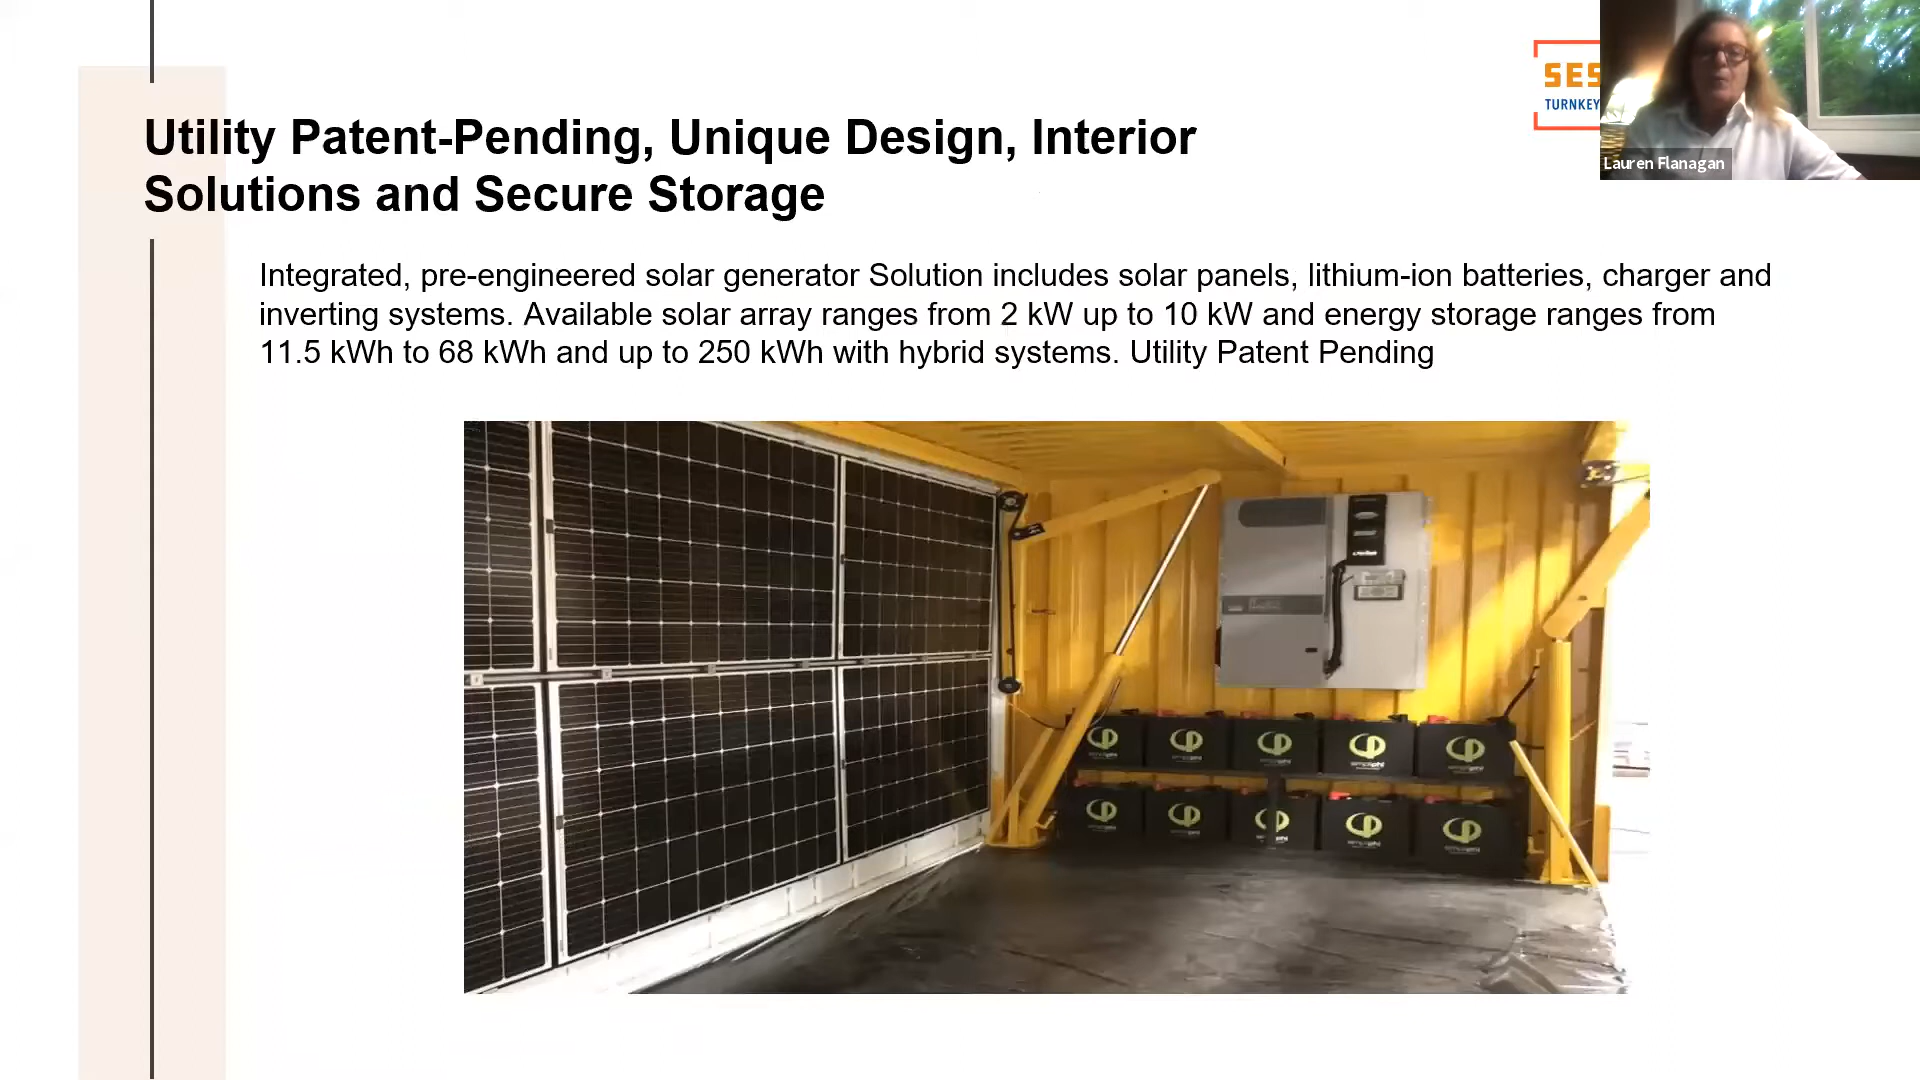 Utility Patent-Pending, Unique Design, Interior
Solutions and Secure Storage
SES
TURNKEY
Lauren Flanagan
Integrated, pre-engineered solar generator Solution includes solar panels, lithium-ion batteries, charger and
inverting systems. Available solar array ranges from 2 kW up to 10 kW and energy storage ranges from
11.5 kWh to 68 kWh and up to 250 kWh with hybrid systems. Utility Patent Pending